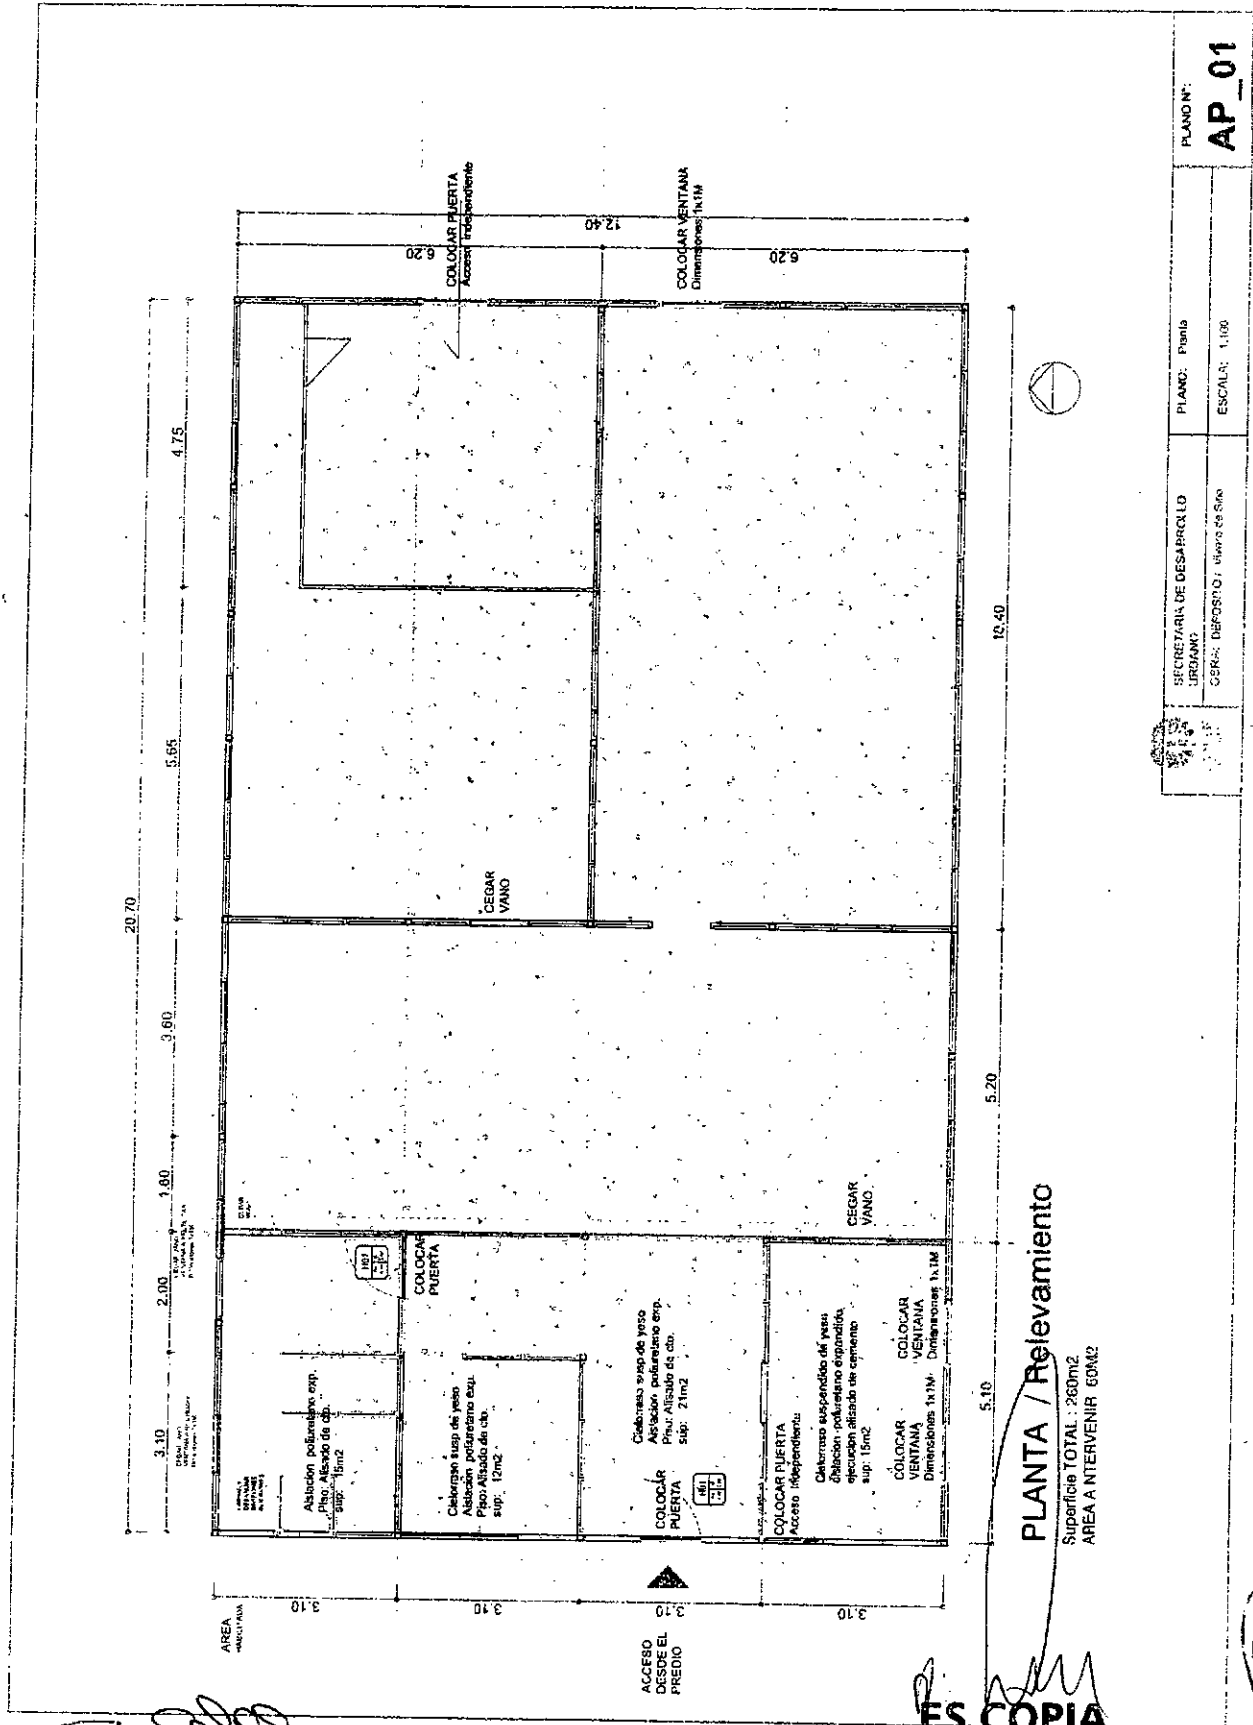 PLANO N°:
AP_01
SECRETARIA DE DESARROLLO
URBANO
PLANO: Planta
OBRA: DEPOSITO / Vivero de Sitio
ESCALA: 1.100
20.70
3.10
2.00
1.80
3.60
5.65
4.75
COLOCAR PUERTA
Acceso Independiente
6.20
12.40
COLOCAR VENTANA
Dimensiones 1x1M
6.20
CEGAR
VANO
AREA
3.10
3.10
3.10
3.10
ACCESO
DESDE EL
PREDIO
H01
COLOCAR
PUERTA
Aislacion poliuretano exp.
Piso: Alisado de cto.
sup: 15m2
Cielorraso susp de yeso
Aislacion poliuretano exp.
Piso: Alisado de cto.
sup: 12m2
Cielorraso susp de yeso
Aislacion poliuretano exp.
Piso: Alisado de cto.
sup: 21m2
COLOCAR
PUERTA
H01
COLOCAR PUERTA
Acceso Independiente
Cielorraso suspendido de yeso
Aislacion poliuretano expandido
ejecucion alisado de cemento
sup: 15m2
COLOCAR
VENTANA
Dimensiones 1x1M
COLOCAR
VENTANA
Dimensiones 1x1M
CEGAR
VANO
5.10
5.20
10.40
PLANTA / Relevamiento
Superficie TOTAL : 260m2
AREA A INTERVENIR 60M2
ES COPIA